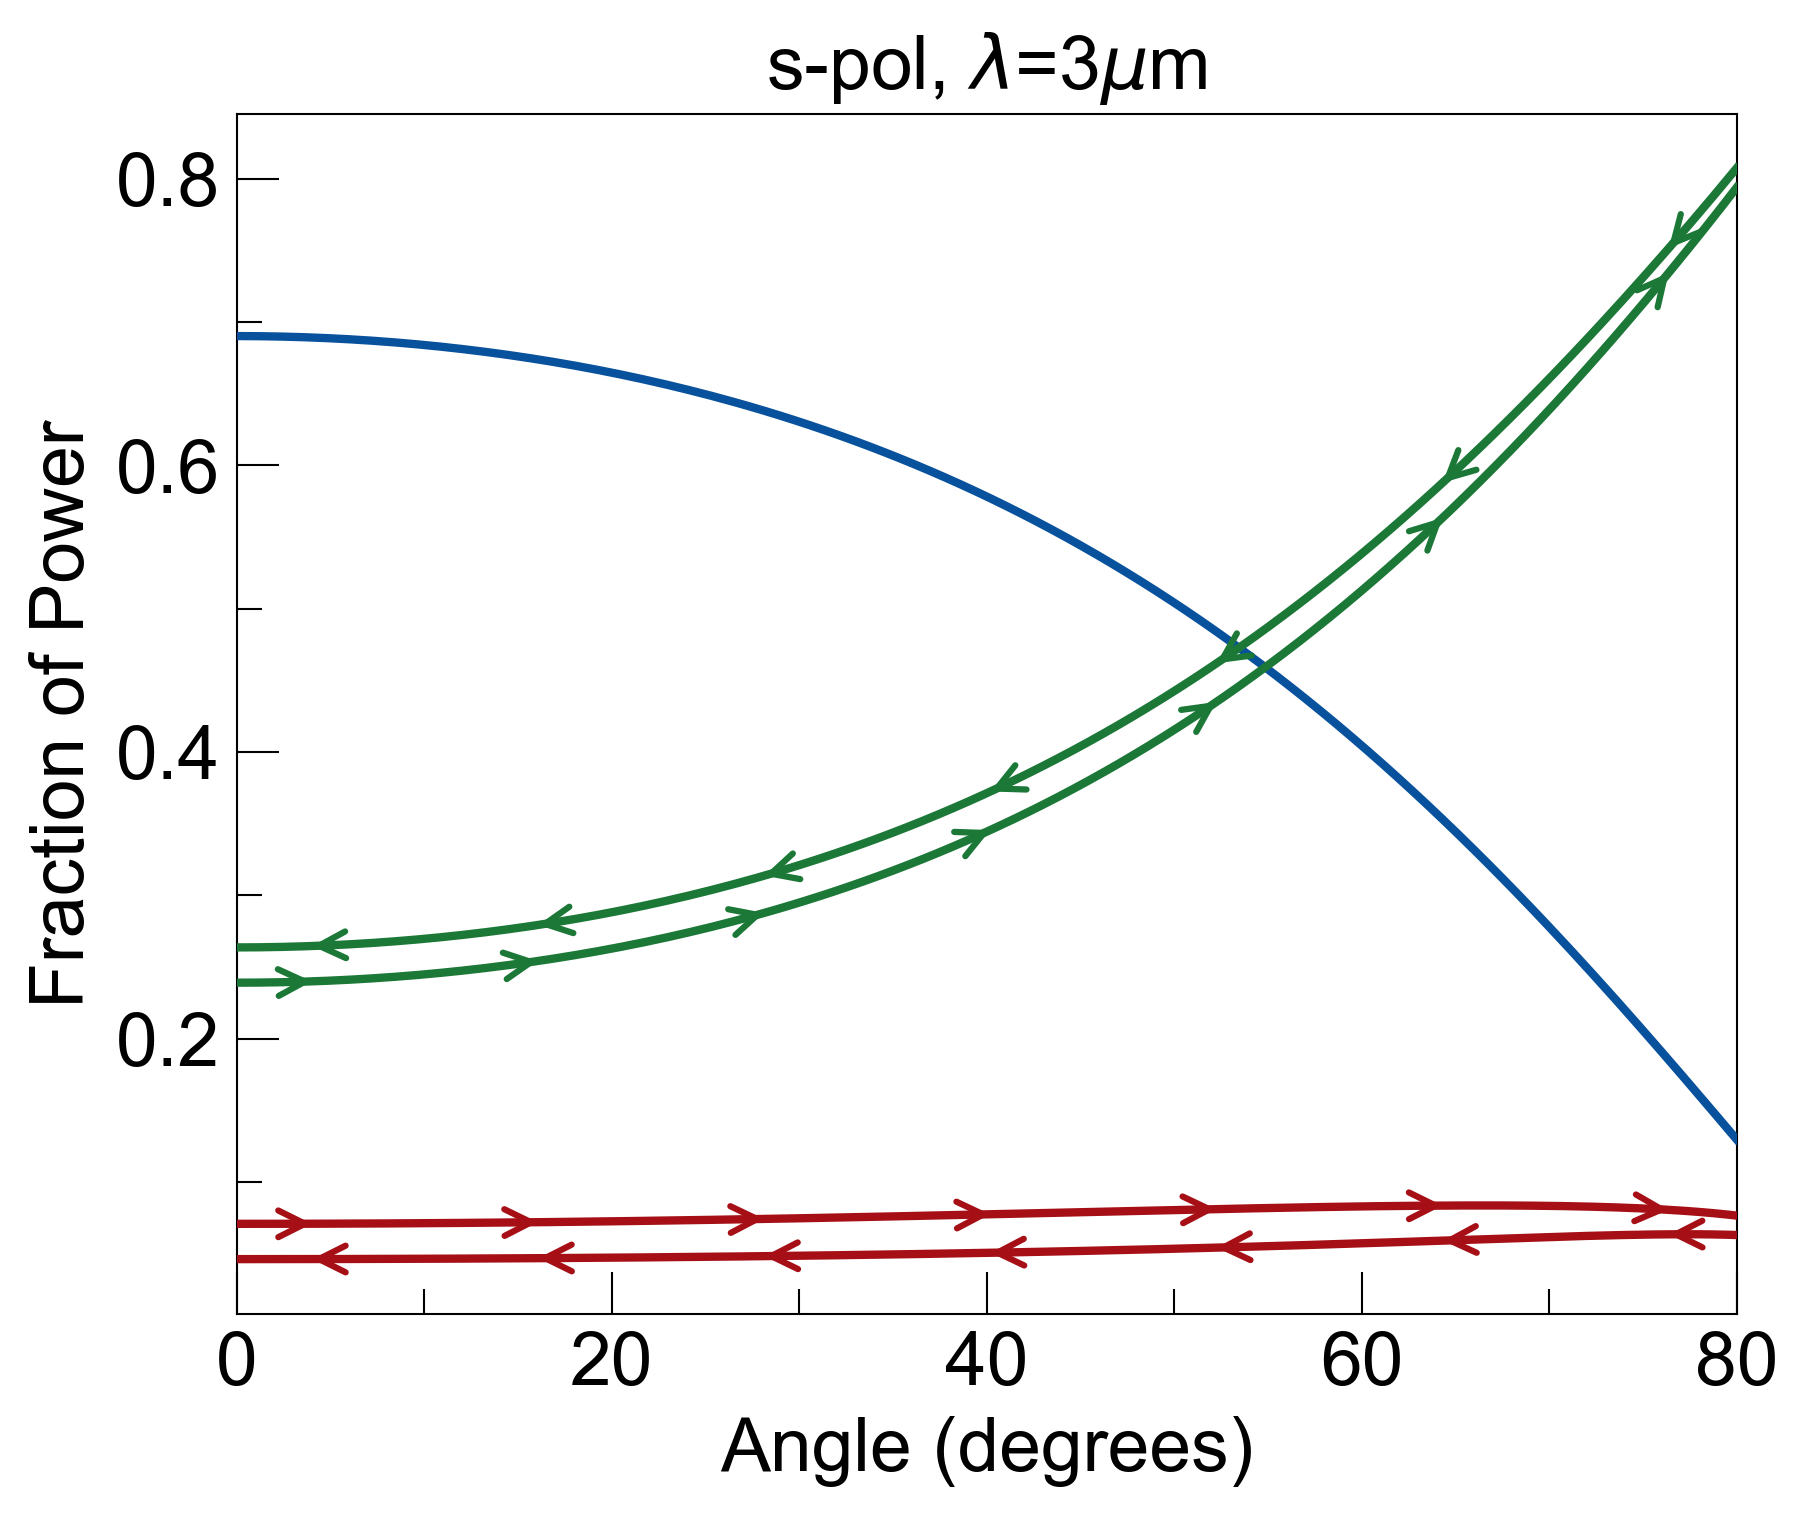 s-pol, λ=3μm
Fraction of Power
0.8
0.6
0.4
0.2
0 20 40 60 80
Angle (degrees)